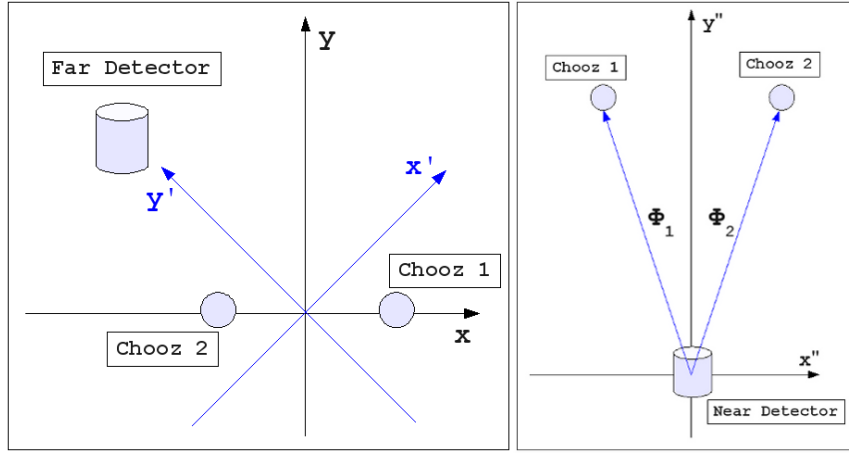 y
Far Detector
x'
y'
Chooz 1
x
Chooz 2
y"
Chooz 1
Chooz 2
Φ1
Φ2
x"
Near Detector